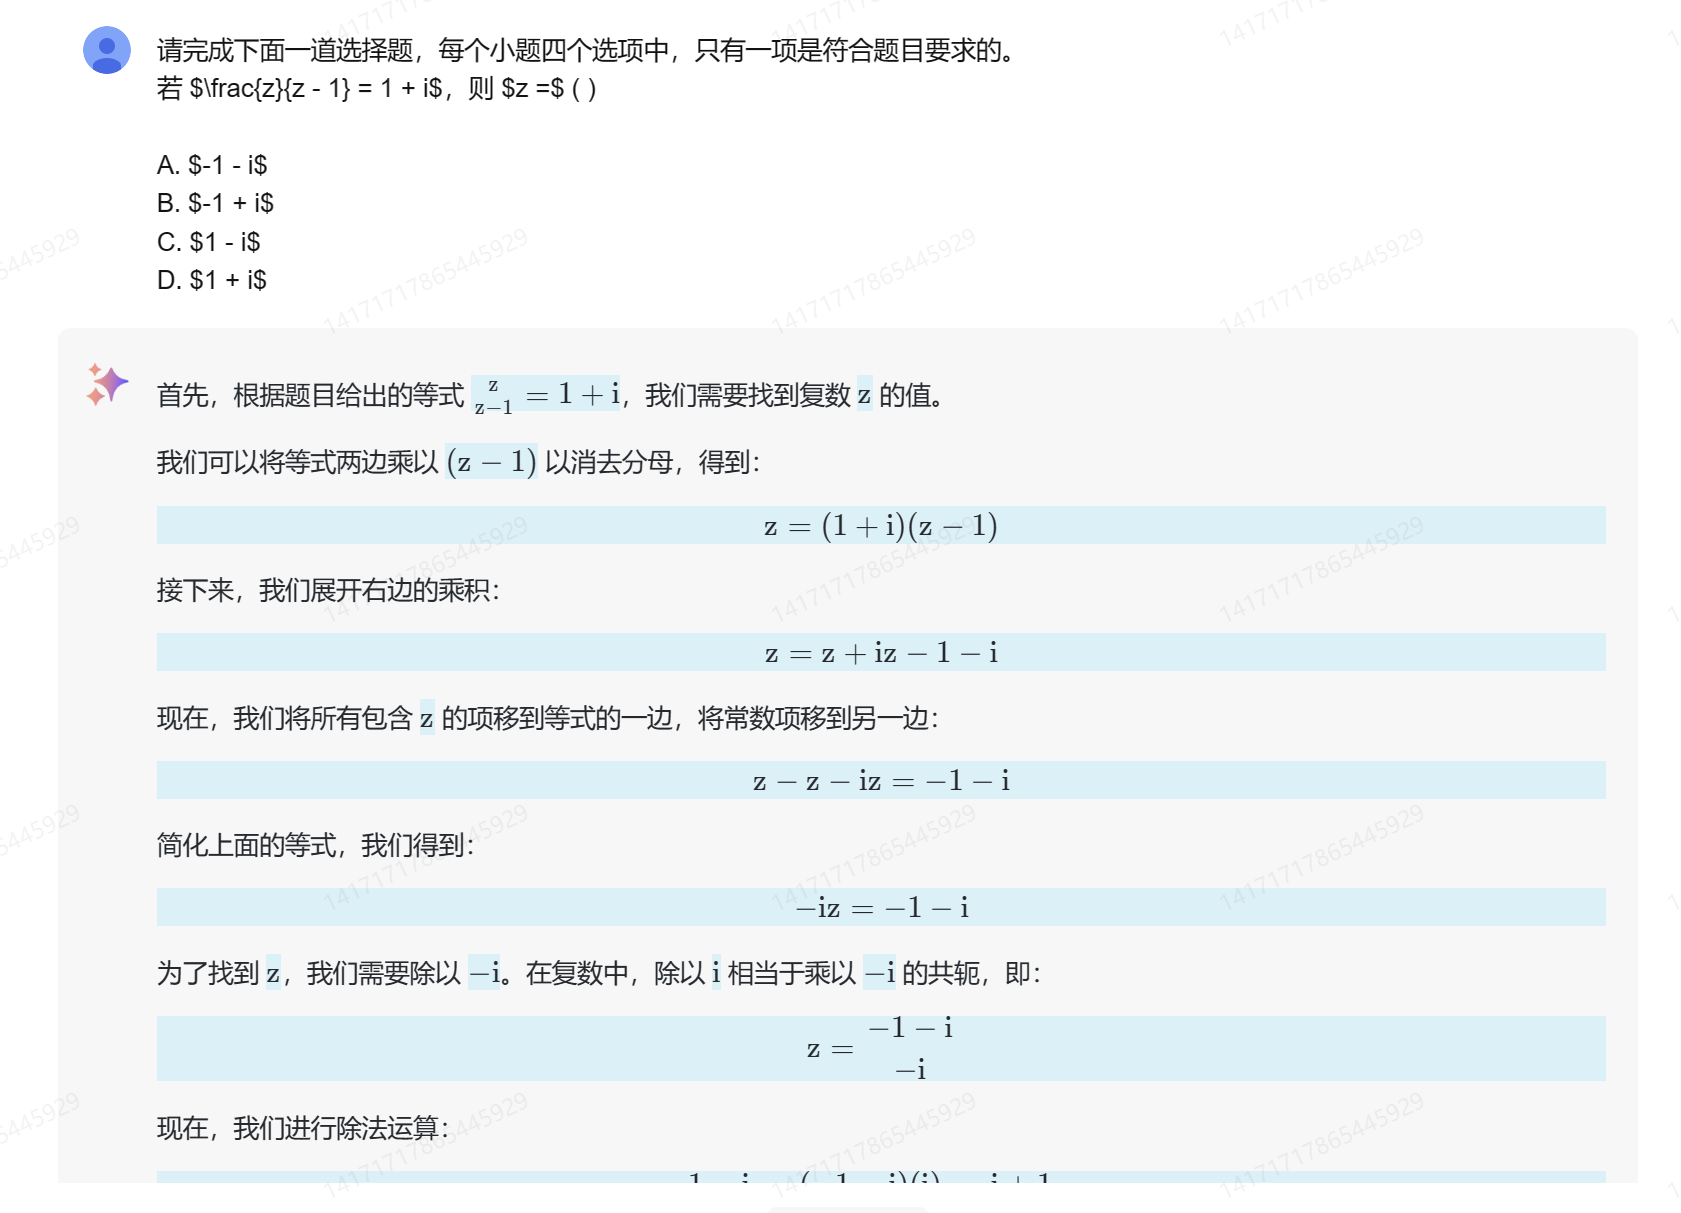 请完成下面一道选择题，每个小题四个选项中，只有一项是符合题目要求的。
若 $\frac{z}{z - 1} = 1 + i$，则 $z =$ ( )
A. $-1 - i$
B. $-1 + i$
C. $1 - i$
D. $1 + i$
首先，根据题目给出的等式 z/z−1 = 1 + i，我们需要找到复数 z 的值。
我们可以将等式两边乘以 (z − 1) 以消去分母，得到：
z = (1 + i)(z − 1)
接下来，我们展开右边的乘积：
z = z + iz − 1 − i
现在，我们将所有包含 z 的项移到等式的一边，将常数项移到另一边：
z − z − iz = −1 − i
简化上面的等式，我们得到：
−iz = −1 − i
为了找到 z，我们需要除以 −i。在复数中，除以 i 相当于乘以 −i 的共轭，即：
z = −1 − i / −i
现在，我们进行除法运算：
1417171786544​5929